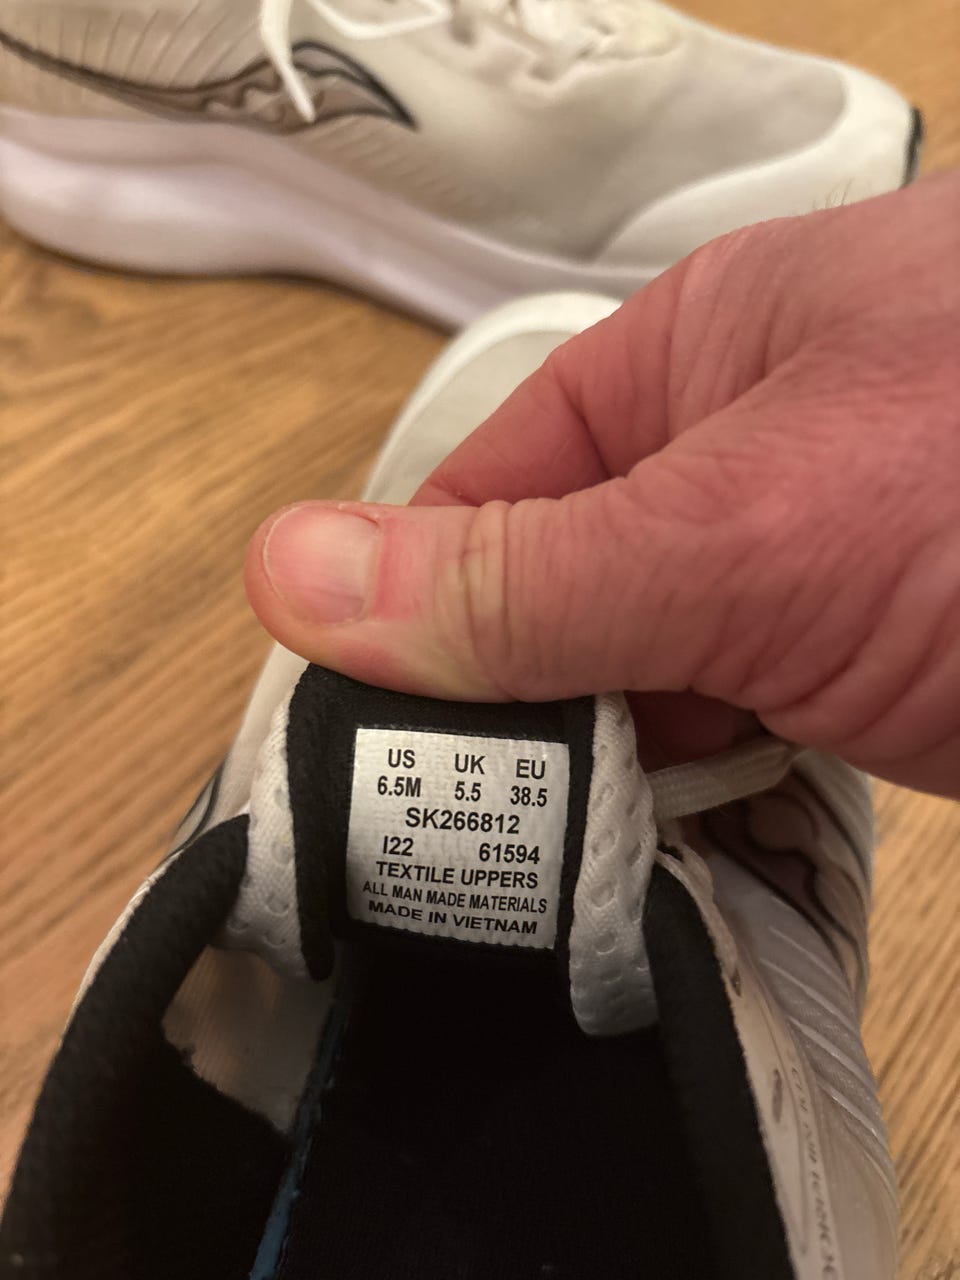 US UK EU
6.5M 5.5 38.5
SK266812
I22 61594
TEXTILE UPPERS
ALL MAN MADE MATERIALS
MADE IN VIETNAM